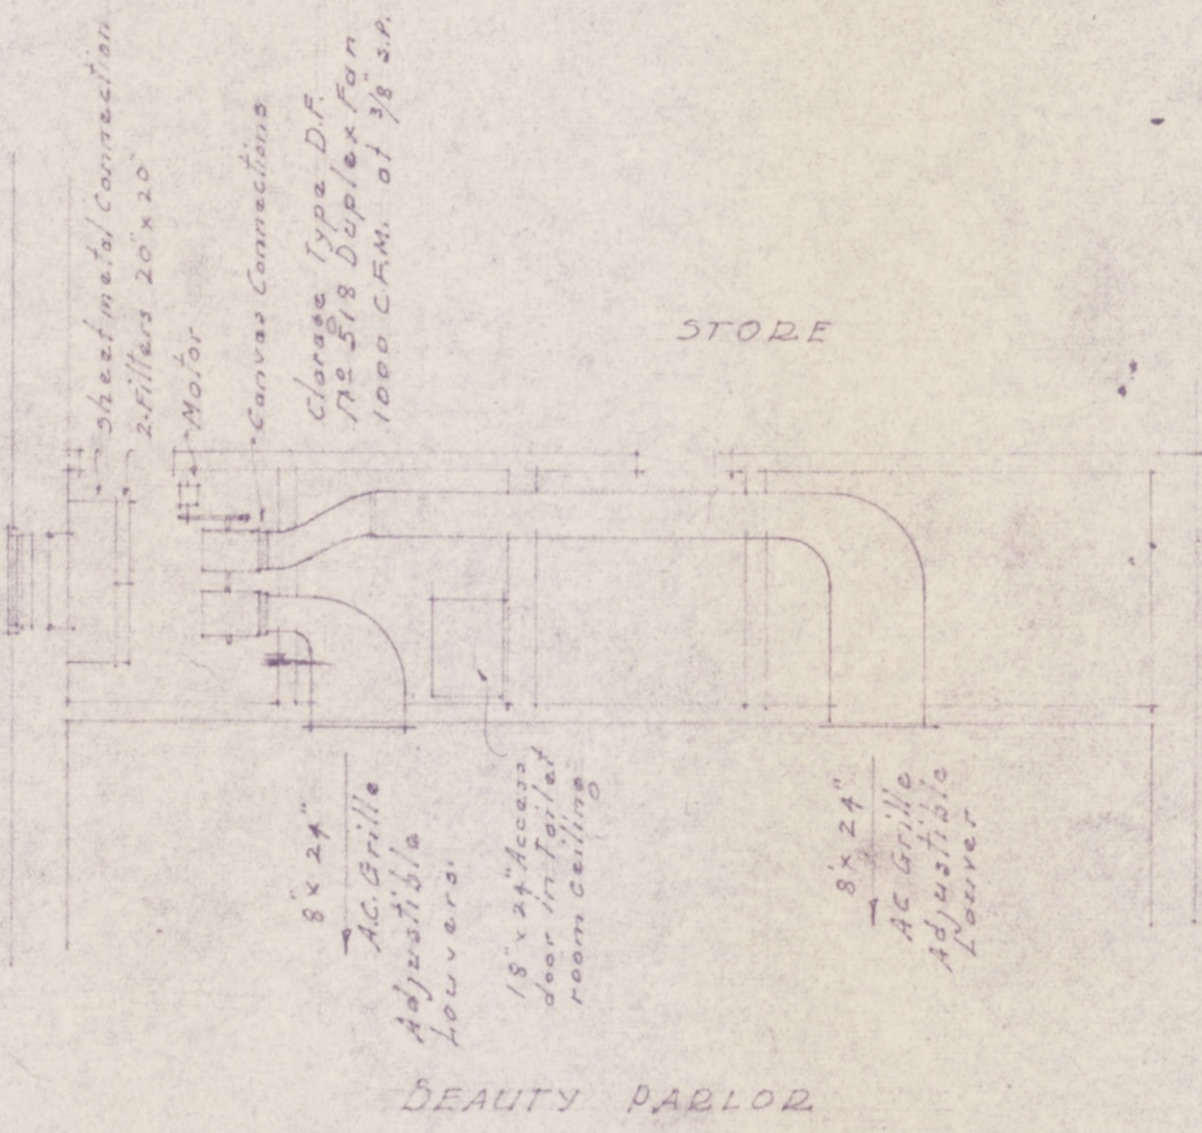 Sheet metal Connection
2-Filters 20" x 20"
Motor
Canvas Connections
Clarage Type D.F.
No 518 Duplex Fan
1000 C.F.M. at 3/8" S.P.
STORE
8" x 24"
A.C. Grille
Adjustible
Louvers.
18" x 24" Access
door in Toilet
room ceiling
8" x 24"
AC Grille
Adjustible
Louver
BEAUTY PARLOR